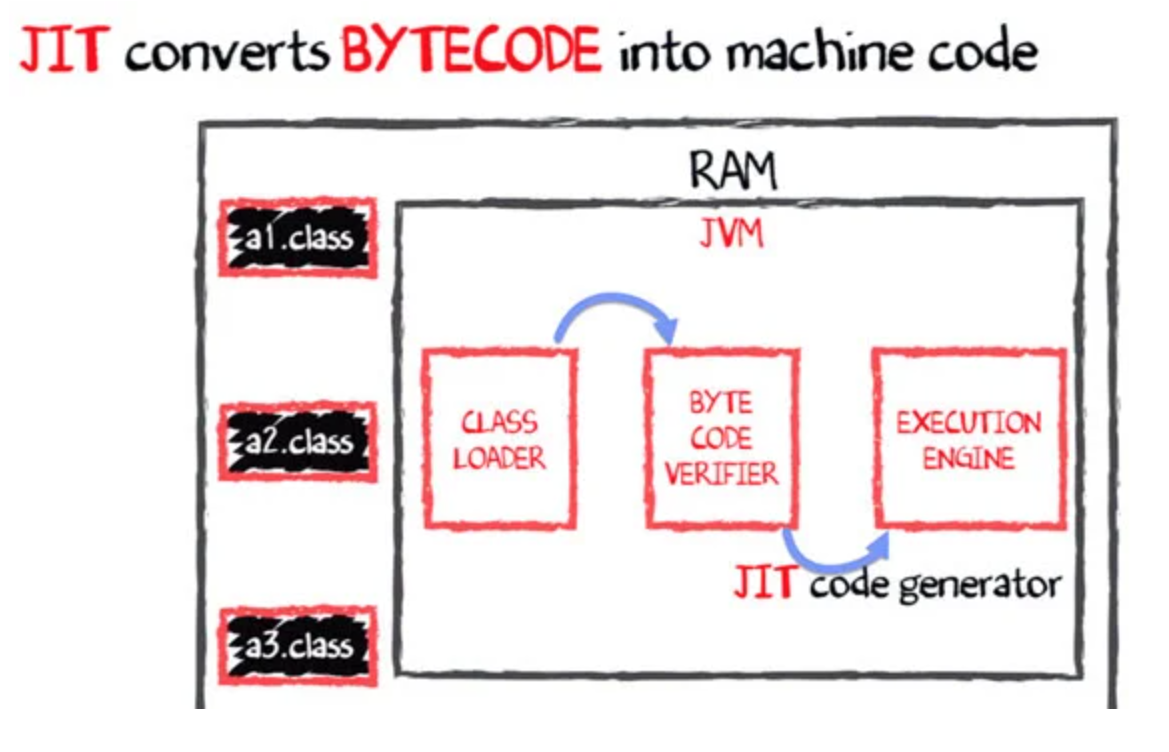 JIT converts BYTECODE into machine code
RAM
JVM
a1.class
a2.class
a3.class
CLASS
LOADER
BYTE
CODE
VERIFIER
EXECUTION
ENGINE
JIT code generator